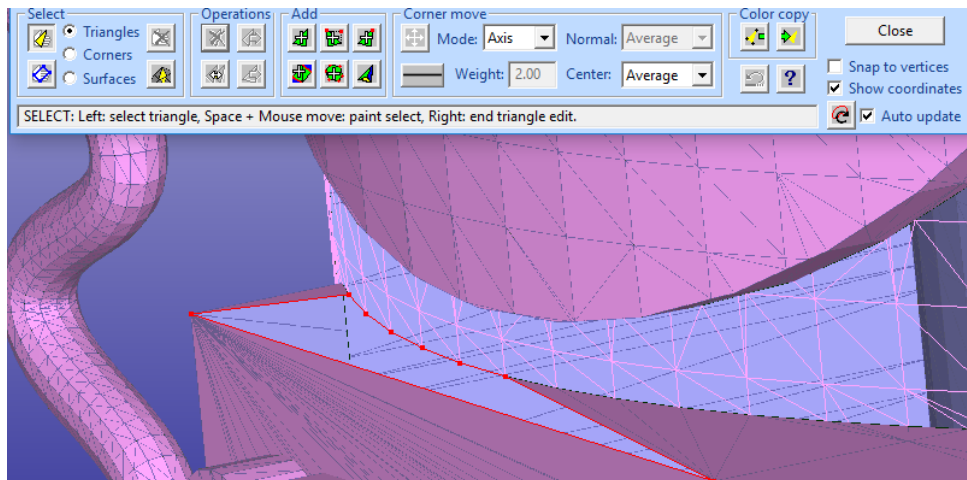 Select
Operations
Add
Corner move
Color copy
Triangles
Corners
Surfaces
Mode: Axis
Normal: Average
Weight: 2.00
Center: Average
?
Close
Snap to vertices
Show coordinates
Auto update
SELECT: Left: select triangle, Space + Mouse move: paint select, Right: end triangle edit.